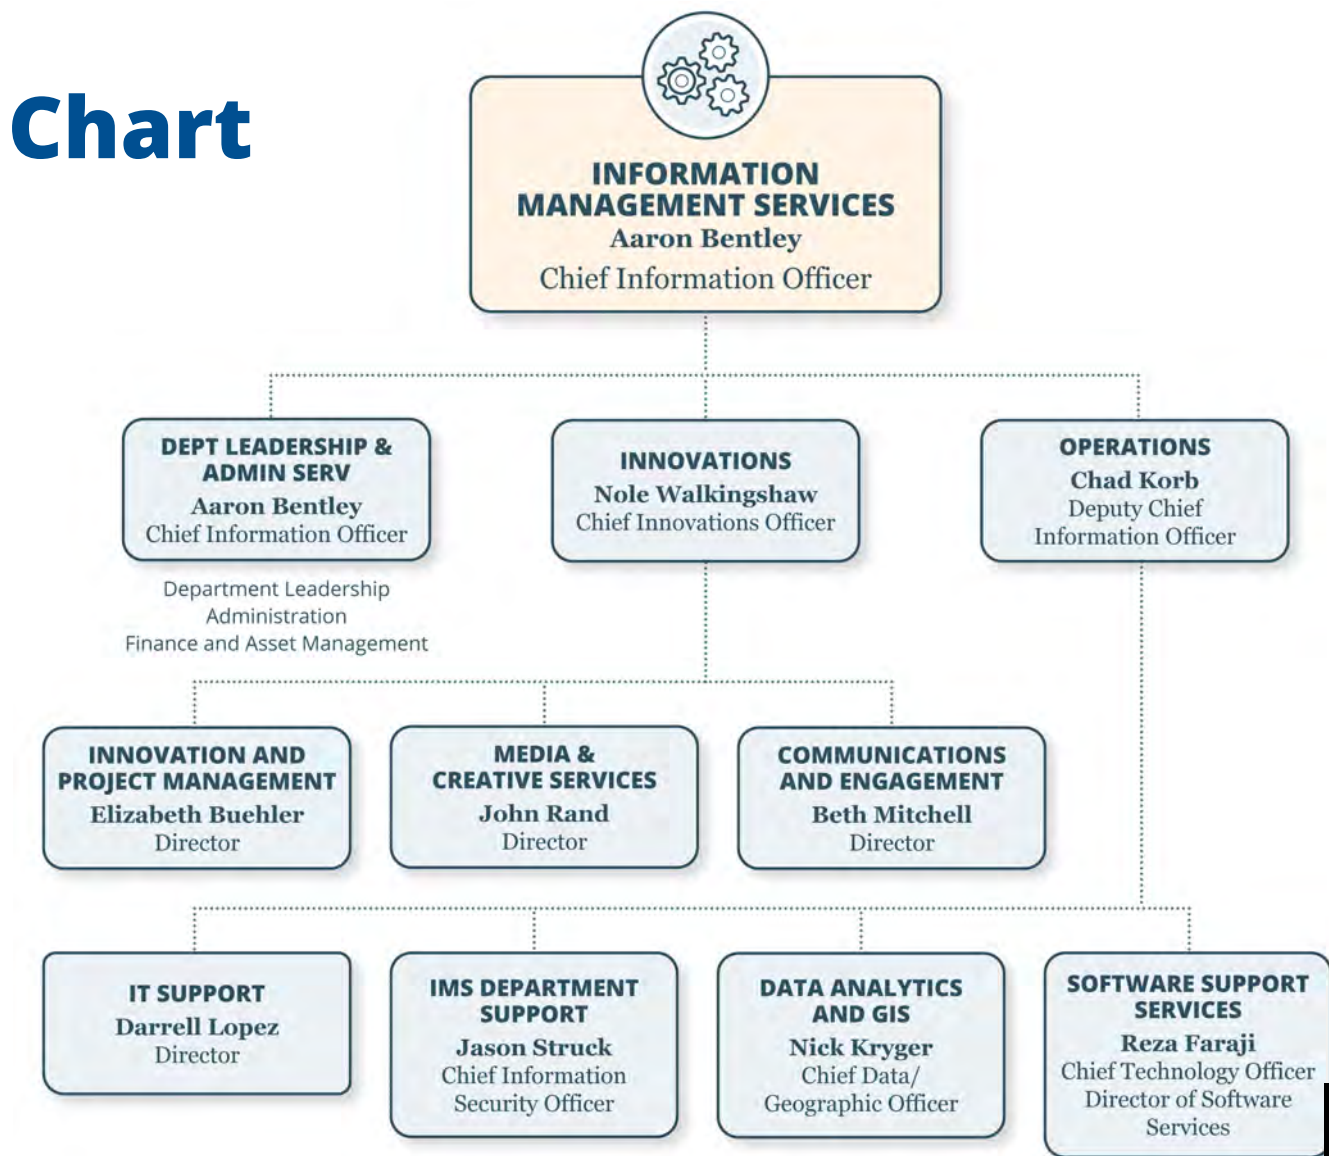 Chart
INFORMATION
MANAGEMENT SERVICES
Aaron Bentley
Chief Information Officer
DEPT LEADERSHIP &
ADMIN SERV
Aaron Bentley
Chief Information Officer
Department Leadership
Administration
Finance and Asset Management
INNOVATIONS
Nole Walkingshaw
Chief Innovations Officer
OPERATIONS
Chad Korb
Deputy Chief
Information Officer
INNOVATION AND
PROJECT MANAGEMENT
Elizabeth Buehler
Director
MEDIA &
CREATIVE SERVICES
John Rand
Director
COMMUNICATIONS
AND ENGAGEMENT
Beth Mitchell
Director
IT SUPPORT
Darrell Lopez
Director
IMS DEPARTMENT
SUPPORT
Jason Struck
Chief Information
Security Officer
DATA ANALYTICS
AND GIS
Nick Kryger
Chief Data/
Geographic Officer
SOFTWARE SUPPORT
SERVICES
Reza Faraji
Chief Technology Officer
Director of Software
Services